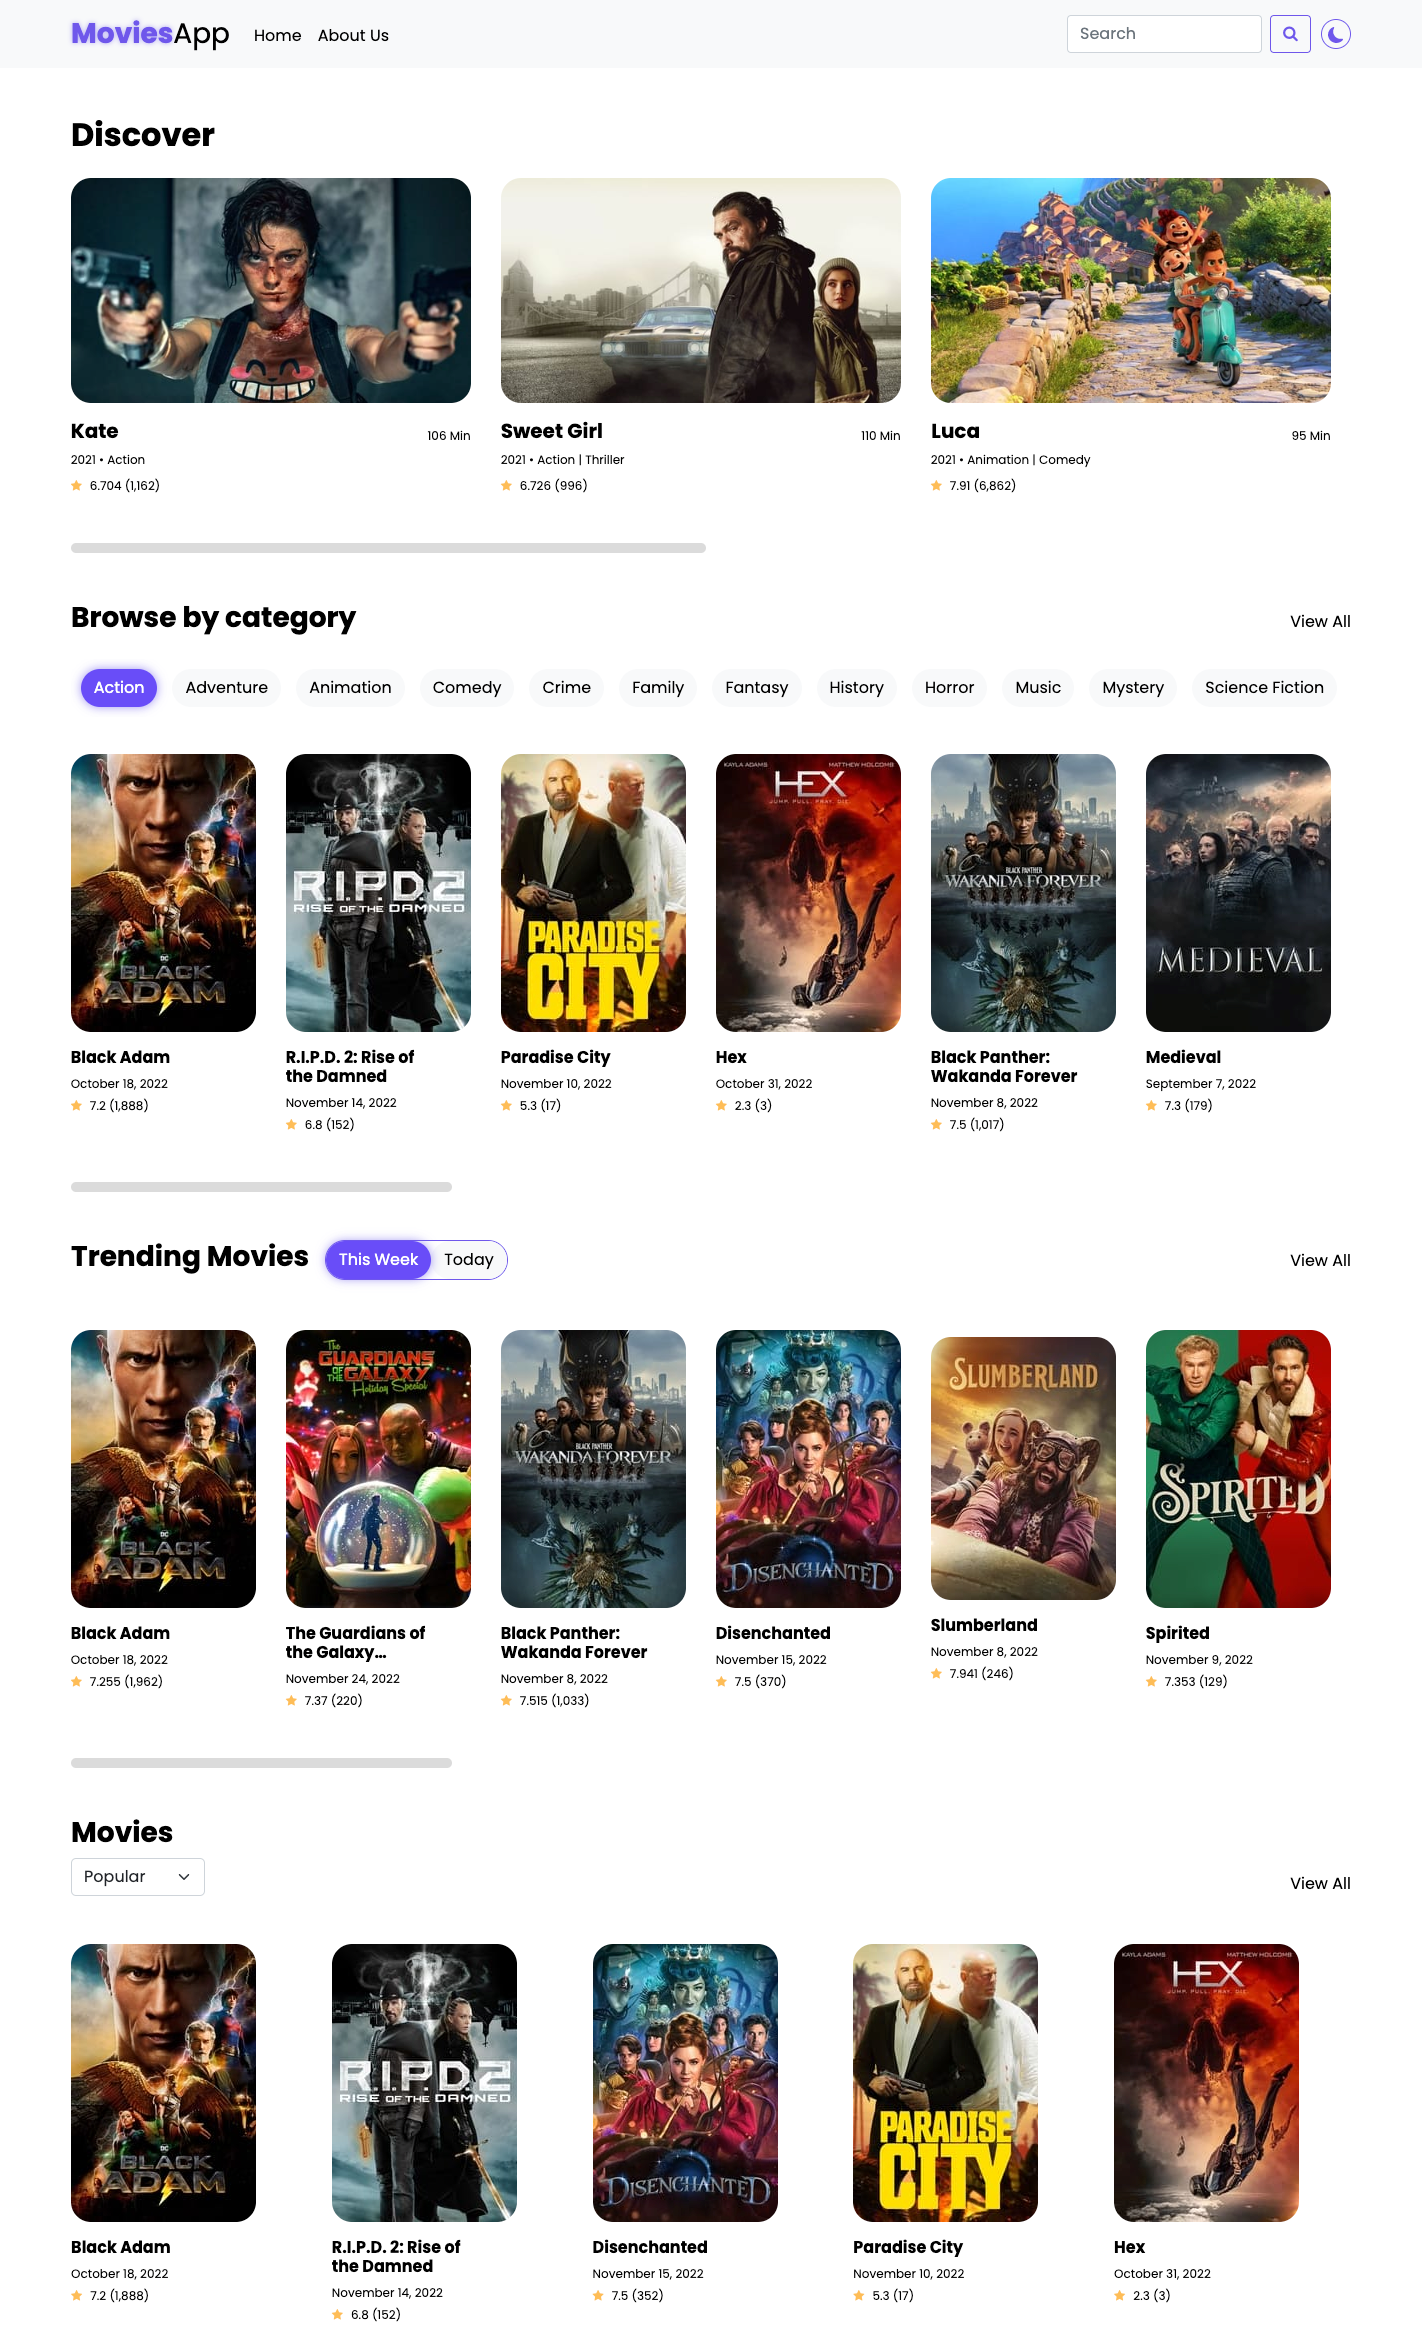 MoviesApp Home About Us Search
Discover
Kate 106 Min
2021 • Action
6.704 (1,162)
Sweet Girl 110 Min
2021 • Action | Thriller
6.726 (996)
Luca 95 Min
2021 • Animation | Comedy
7.91 (6,862)
Browse by category View All
Action Adventure Animation Comedy Crime Family Fantasy History Horror Music Mystery Science Fiction
DC
BLACK
ADAM
R.I.P.D.2
RISE OF THE DAMNED
PARADISE
CITY
KAYLA ADAMS MATTHEW HOLCOMB
HEX
JUMP. PULL. PRAY. DIE.
BLACK PANTHER
WAKANDA FOREVER
MEDIEVAL
Black Adam
October 18, 2022
7.2 (1,888)
R.I.P.D. 2: Rise of
the Damned
November 14, 2022
6.8 (152)
Paradise City
November 10, 2022
5.3 (17)
Hex
October 31, 2022
2.3 (3)
Black Panther:
Wakanda Forever
November 8, 2022
7.5 (1,017)
Medieval
September 7, 2022
7.3 (179)
Trending Movies This Week Today View All
DC
BLACK
ADAM
The
GUARDIANS
OF THE
GALAXY
Holiday Special
BLACK PANTHER
WAKANDA FOREVER
DISENCHANTED
SLUMBERLAND
SPIRITED
Black Adam
October 18, 2022
7.255 (1,962)
The Guardians of
the Galaxy...
November 24, 2022
7.37 (220)
Black Panther:
Wakanda Forever
November 8, 2022
7.515 (1,033)
Disenchanted
November 15, 2022
7.5 (370)
Slumberland
November 8, 2022
7.941 (246)
Spirited
November 9, 2022
7.353 (129)
Movies
Popular View All
DC
BLACK
ADAM
R.I.P.D.2
RISE OF THE DAMNED
DISENCHANTED
PARADISE
CITY
KAYLA ADAMS MATTHEW HOLCOMB
HEX
JUMP. PULL. PRAY. DIE.
Black Adam
October 18, 2022
7.2 (1,888)
R.I.P.D. 2: Rise of
the Damned
November 14, 2022
6.8 (152)
Disenchanted
November 15, 2022
7.5 (352)
Paradise City
November 10, 2022
5.3 (17)
Hex
October 31, 2022
2.3 (3)